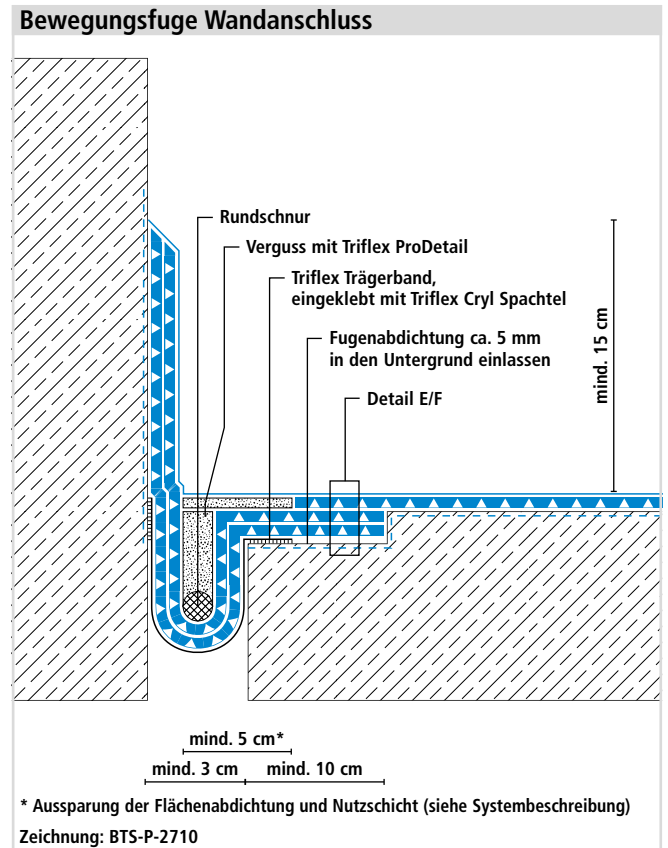 Bewegungsfuge Wandanschluss
Rundschnur
Verguss mit Triflex ProDetail
Triflex Trägerband,
eingeklebt mit Triflex Cryl Spachtel
Fugenabdichtung ca. 5 mm
in den Untergrund einlassen
Detail E/F
mind. 15 cm
mind. 5 cm*
mind. 3 cm
mind. 10 cm
* Aussparung der Flächenabdichtung und Nutzschicht (siehe Systembeschreibung)
Zeichnung: BTS-P-2710